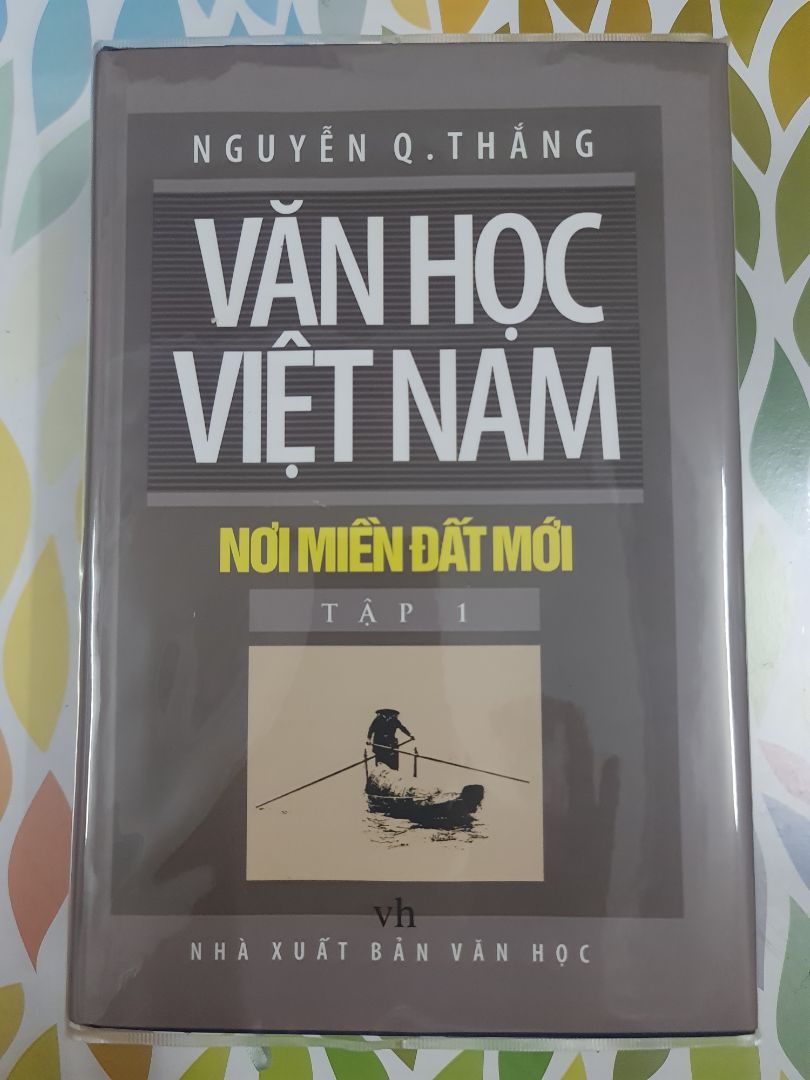 NGUYỄN Q. THẮNG
VĂN HỌC
VIỆT NAM
NƠI MIỀN ĐẤT MỚI
TẬP 1
vh
NHÀ XUẤT BẢN VĂN HỌC